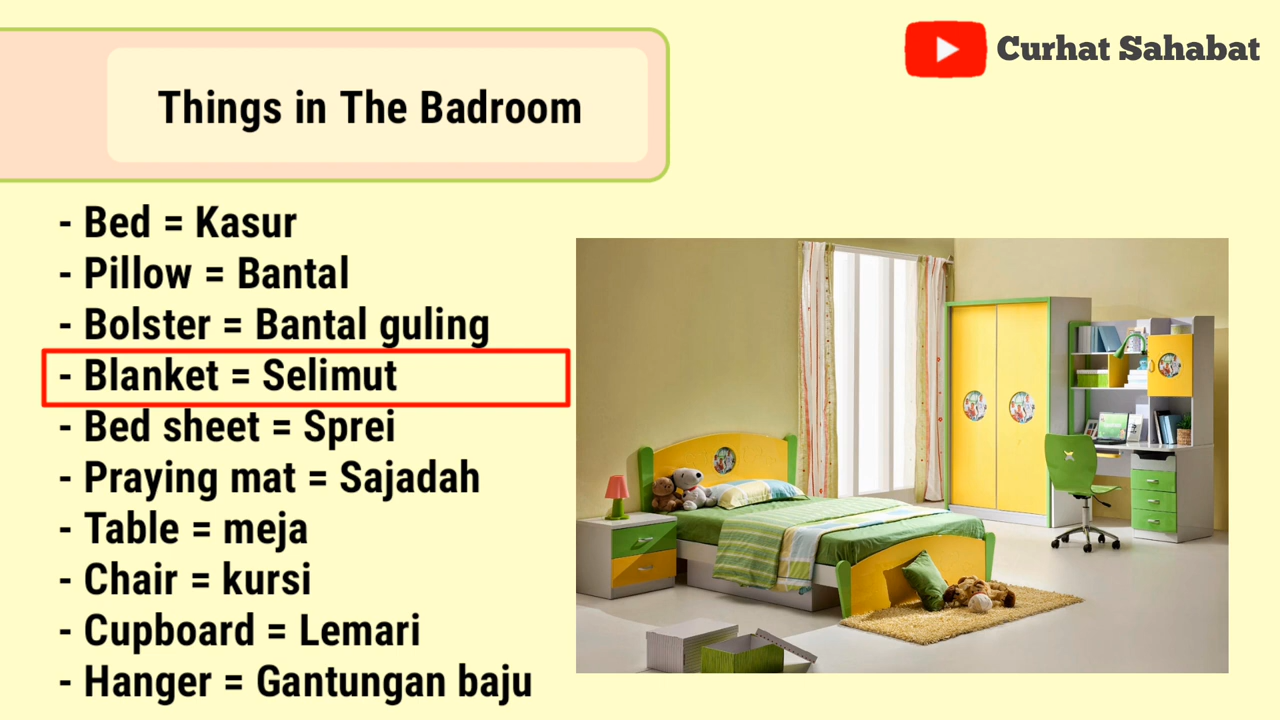 Curhat Sahabat
Things in The Badroom
- Bed = Kasur
- Pillow = Bantal
- Bolster = Bantal guling
- Blanket = Selimut
- Bed sheet = Sprei
- Praying mat = Sajadah
- Table = meja
- Chair = kursi
- Cupboard = Lemari
- Hanger = Gantungan baju